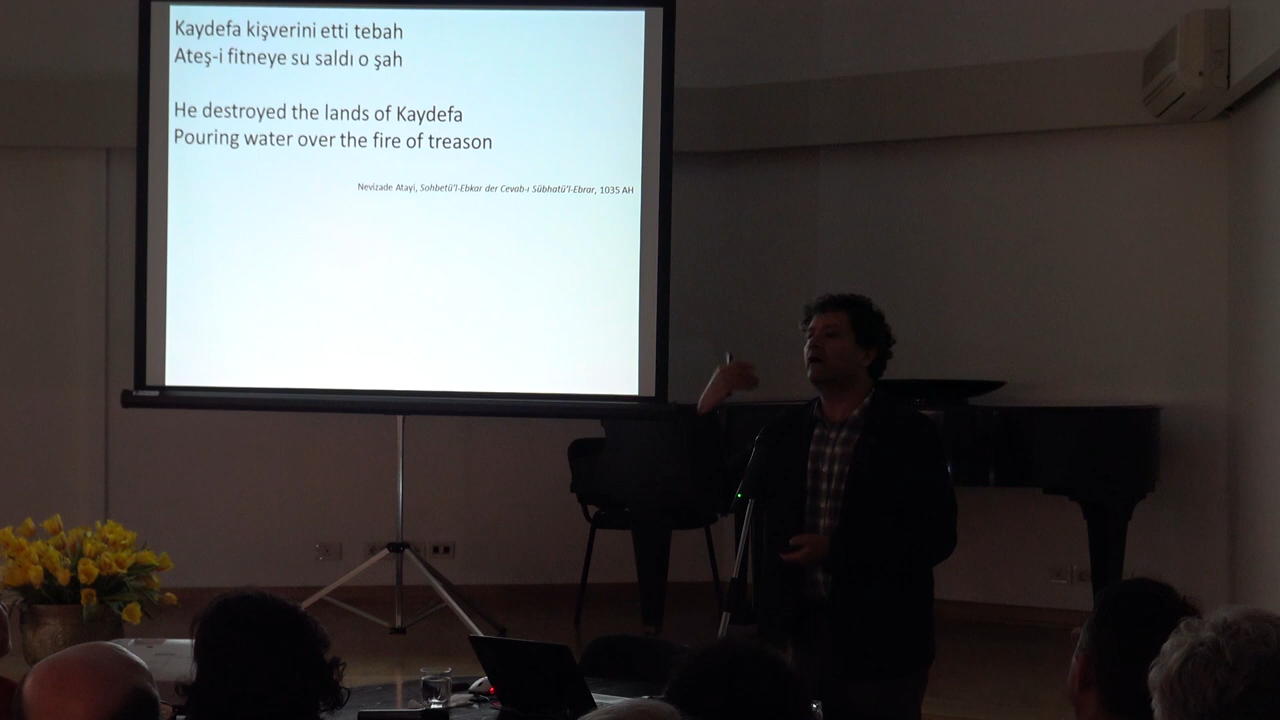 Kaydefa kişverini etti tebah
Ateş-i fitneye su saldı o şah
He destroyed the lands of Kaydefa
Pouring water over the fire of treason
Nevizade Atayi, Sohbetü'l-Ebkar der Cevab-ı Sübhatü'l-Ebrar, 1035 AH